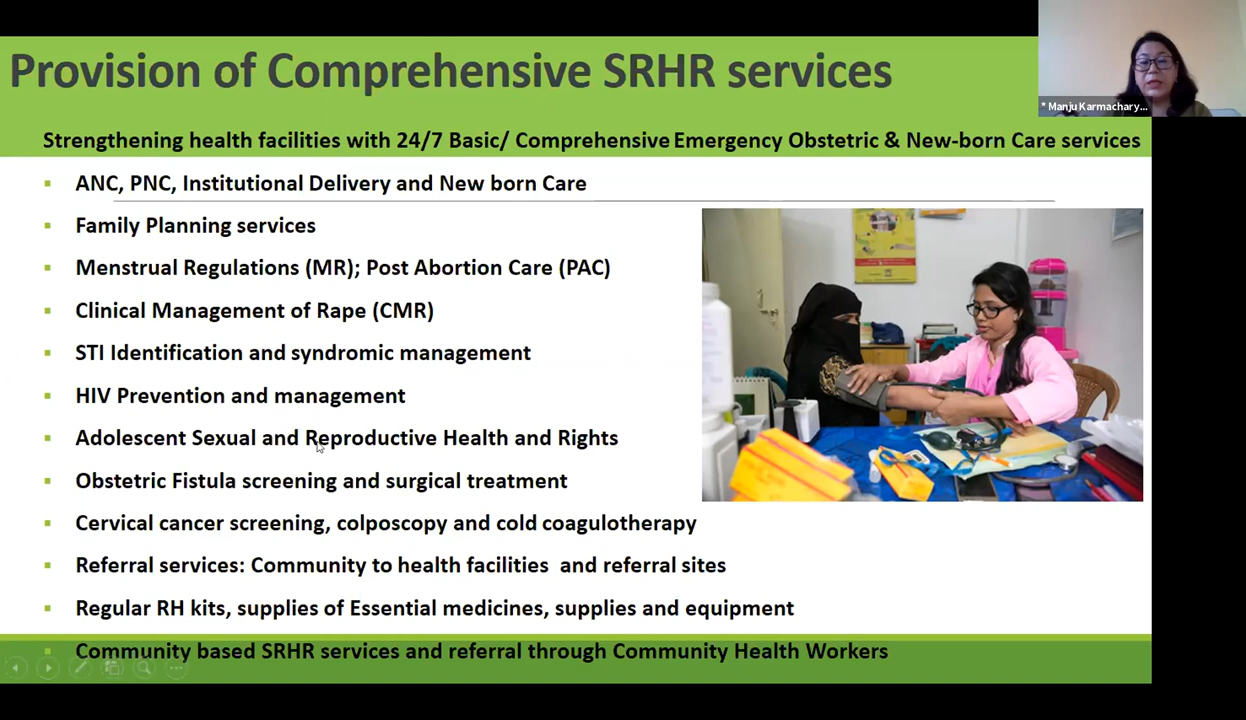 Provision of Comprehensive SRHR services
* Manju Karmachary...
Strengthening health facilities with 24/7 Basic/ Comprehensive Emergency Obstetric & New-born Care services
▪ ANC, PNC, Institutional Delivery and New born Care
▪ Family Planning services
▪ Menstrual Regulations (MR); Post Abortion Care (PAC)
▪ Clinical Management of Rape (CMR)
▪ STI Identification and syndromic management
▪ HIV Prevention and management
▪ Adolescent Sexual and Reproductive Health and Rights
▪ Obstetric Fistula screening and surgical treatment
▪ Cervical cancer screening, colposcopy and cold coagulotherapy
▪ Referral services: Community to health facilities and referral sites
▪ Regular RH kits, supplies of Essential medicines, supplies and equipment
▪ Community based SRHR services and referral through Community Health Workers